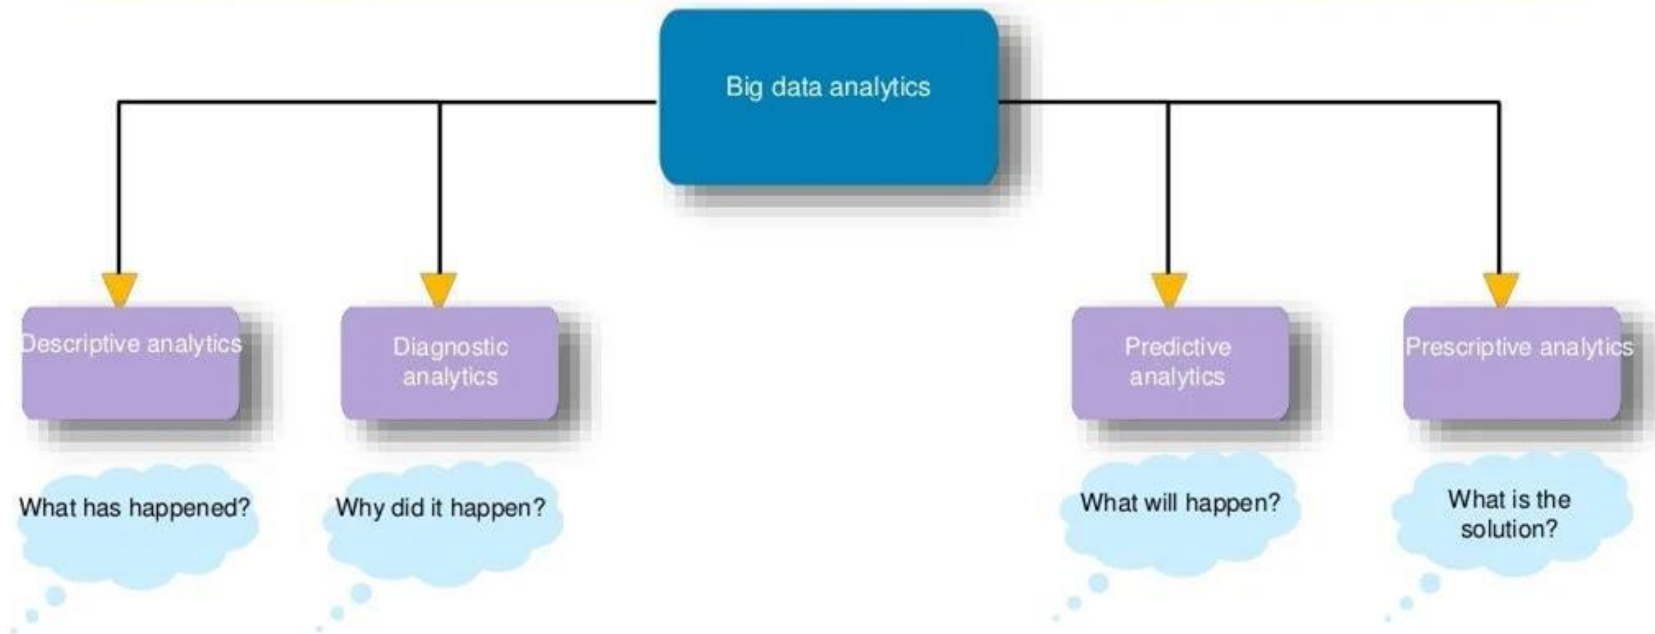 Big data analytics
Descriptive analytics
Diagnostic
analytics
Predictive
analytics
Prescriptive analytics
What has happened?
Why did it happen?
What will happen?
What is the
solution?